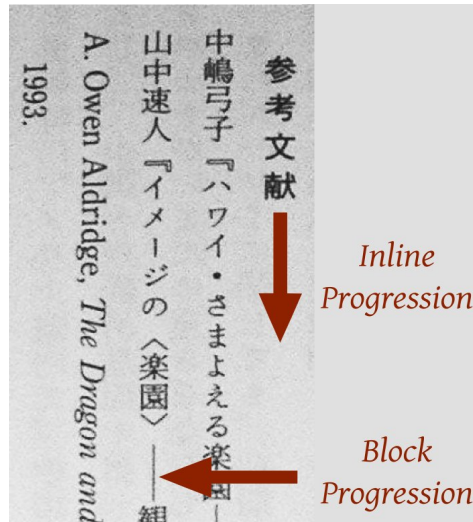 参考文献
中嶋弓子『ハワイ・さまよえる楽園
山中速人『イメージの〈楽園〉——観
A. Owen Aldridge, The Dragon and
1993.
Inline
Progression
Block
Progression